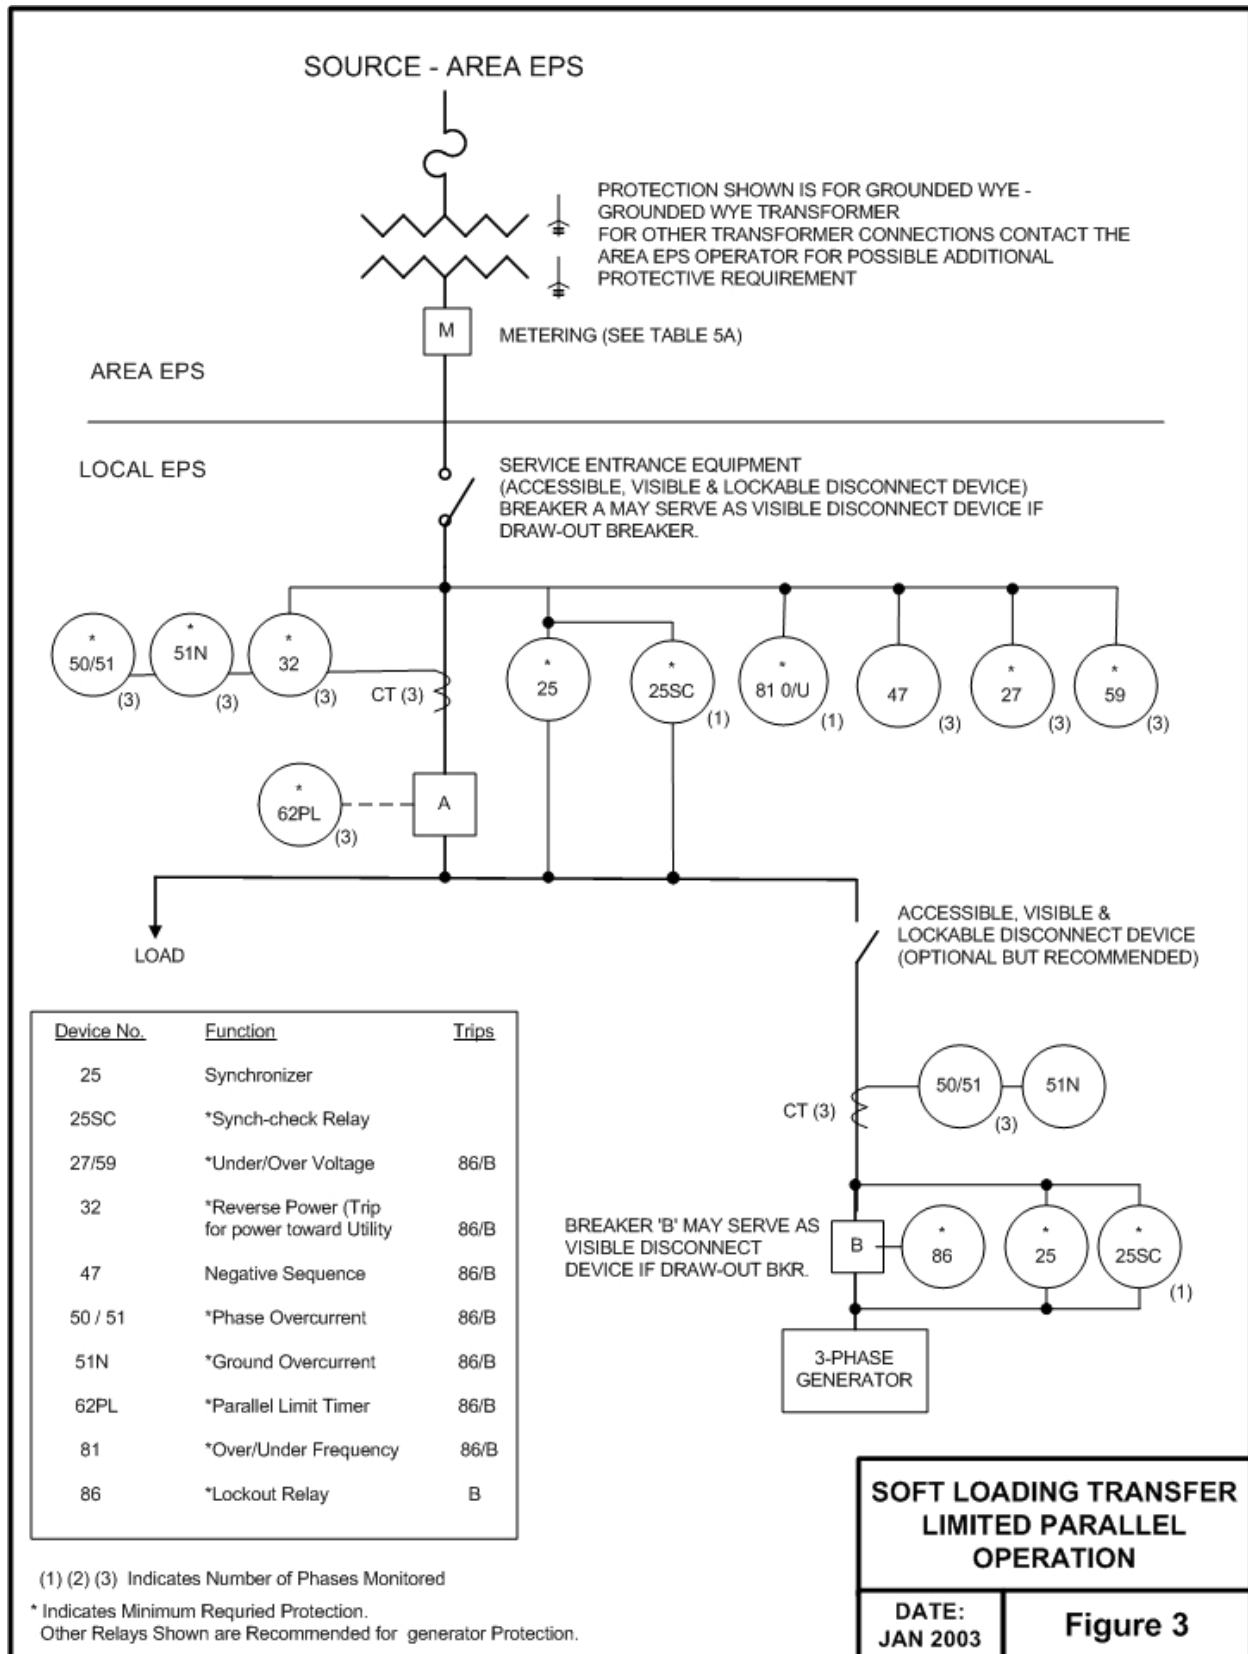 SOURCE - AREA EPS
PROTECTION SHOWN IS FOR GROUNDED WYE -
GROUNDED WYE TRANSFORMER
FOR OTHER TRANSFORMER CONNECTIONS CONTACT THE
AREA EPS OPERATOR FOR POSSIBLE ADDITIONAL
PROTECTIVE REQUIREMENT
M
METERING (SEE TABLE 5A)
AREA EPS
LOCAL EPS
SERVICE ENTRANCE EQUIPMENT
(ACCESSIBLE, VISIBLE & LOCKABLE DISCONNECT DEVICE)
BREAKER A MAY SERVE AS VISIBLE DISCONNECT DEVICE IF
DRAW-OUT BREAKER.
* 50/51 (3)
* 51N (3)
* 32 (3)
CT (3)
* 25
* 25SC (1)
* 81 0/U (1)
47 (3)
* 27 (3)
* 59 (3)
* 62PL (3)
A
LOAD
ACCESSIBLE, VISIBLE &
LOCKABLE DISCONNECT DEVICE
(OPTIONAL BUT RECOMMENDED)
CT (3)
50/51 (3)
51N
BREAKER 'B' MAY SERVE AS
VISIBLE DISCONNECT
DEVICE IF DRAW-OUT BKR.
B
* 86
* 25
* 25SC (1)
3-PHASE
GENERATOR
Device No. Function Trips
25 Synchronizer
25SC *Synch-check Relay
27/59 *Under/Over Voltage 86/B
32 *Reverse Power (Trip
for power toward Utility 86/B
47 Negative Sequence 86/B
50 / 51 *Phase Overcurrent 86/B
51N *Ground Overcurrent 86/B
62PL *Parallel Limit Timer 86/B
81 *Over/Under Frequency 86/B
86 *Lockout Relay B
(1) (2) (3) Indicates Number of Phases Monitored
* Indicates Minimum Requried Protection.
Other Relays Shown are Recommended for generator Protection.
SOFT LOADING TRANSFER
LIMITED PARALLEL
OPERATION
DATE:
JAN 2003
Figure 3